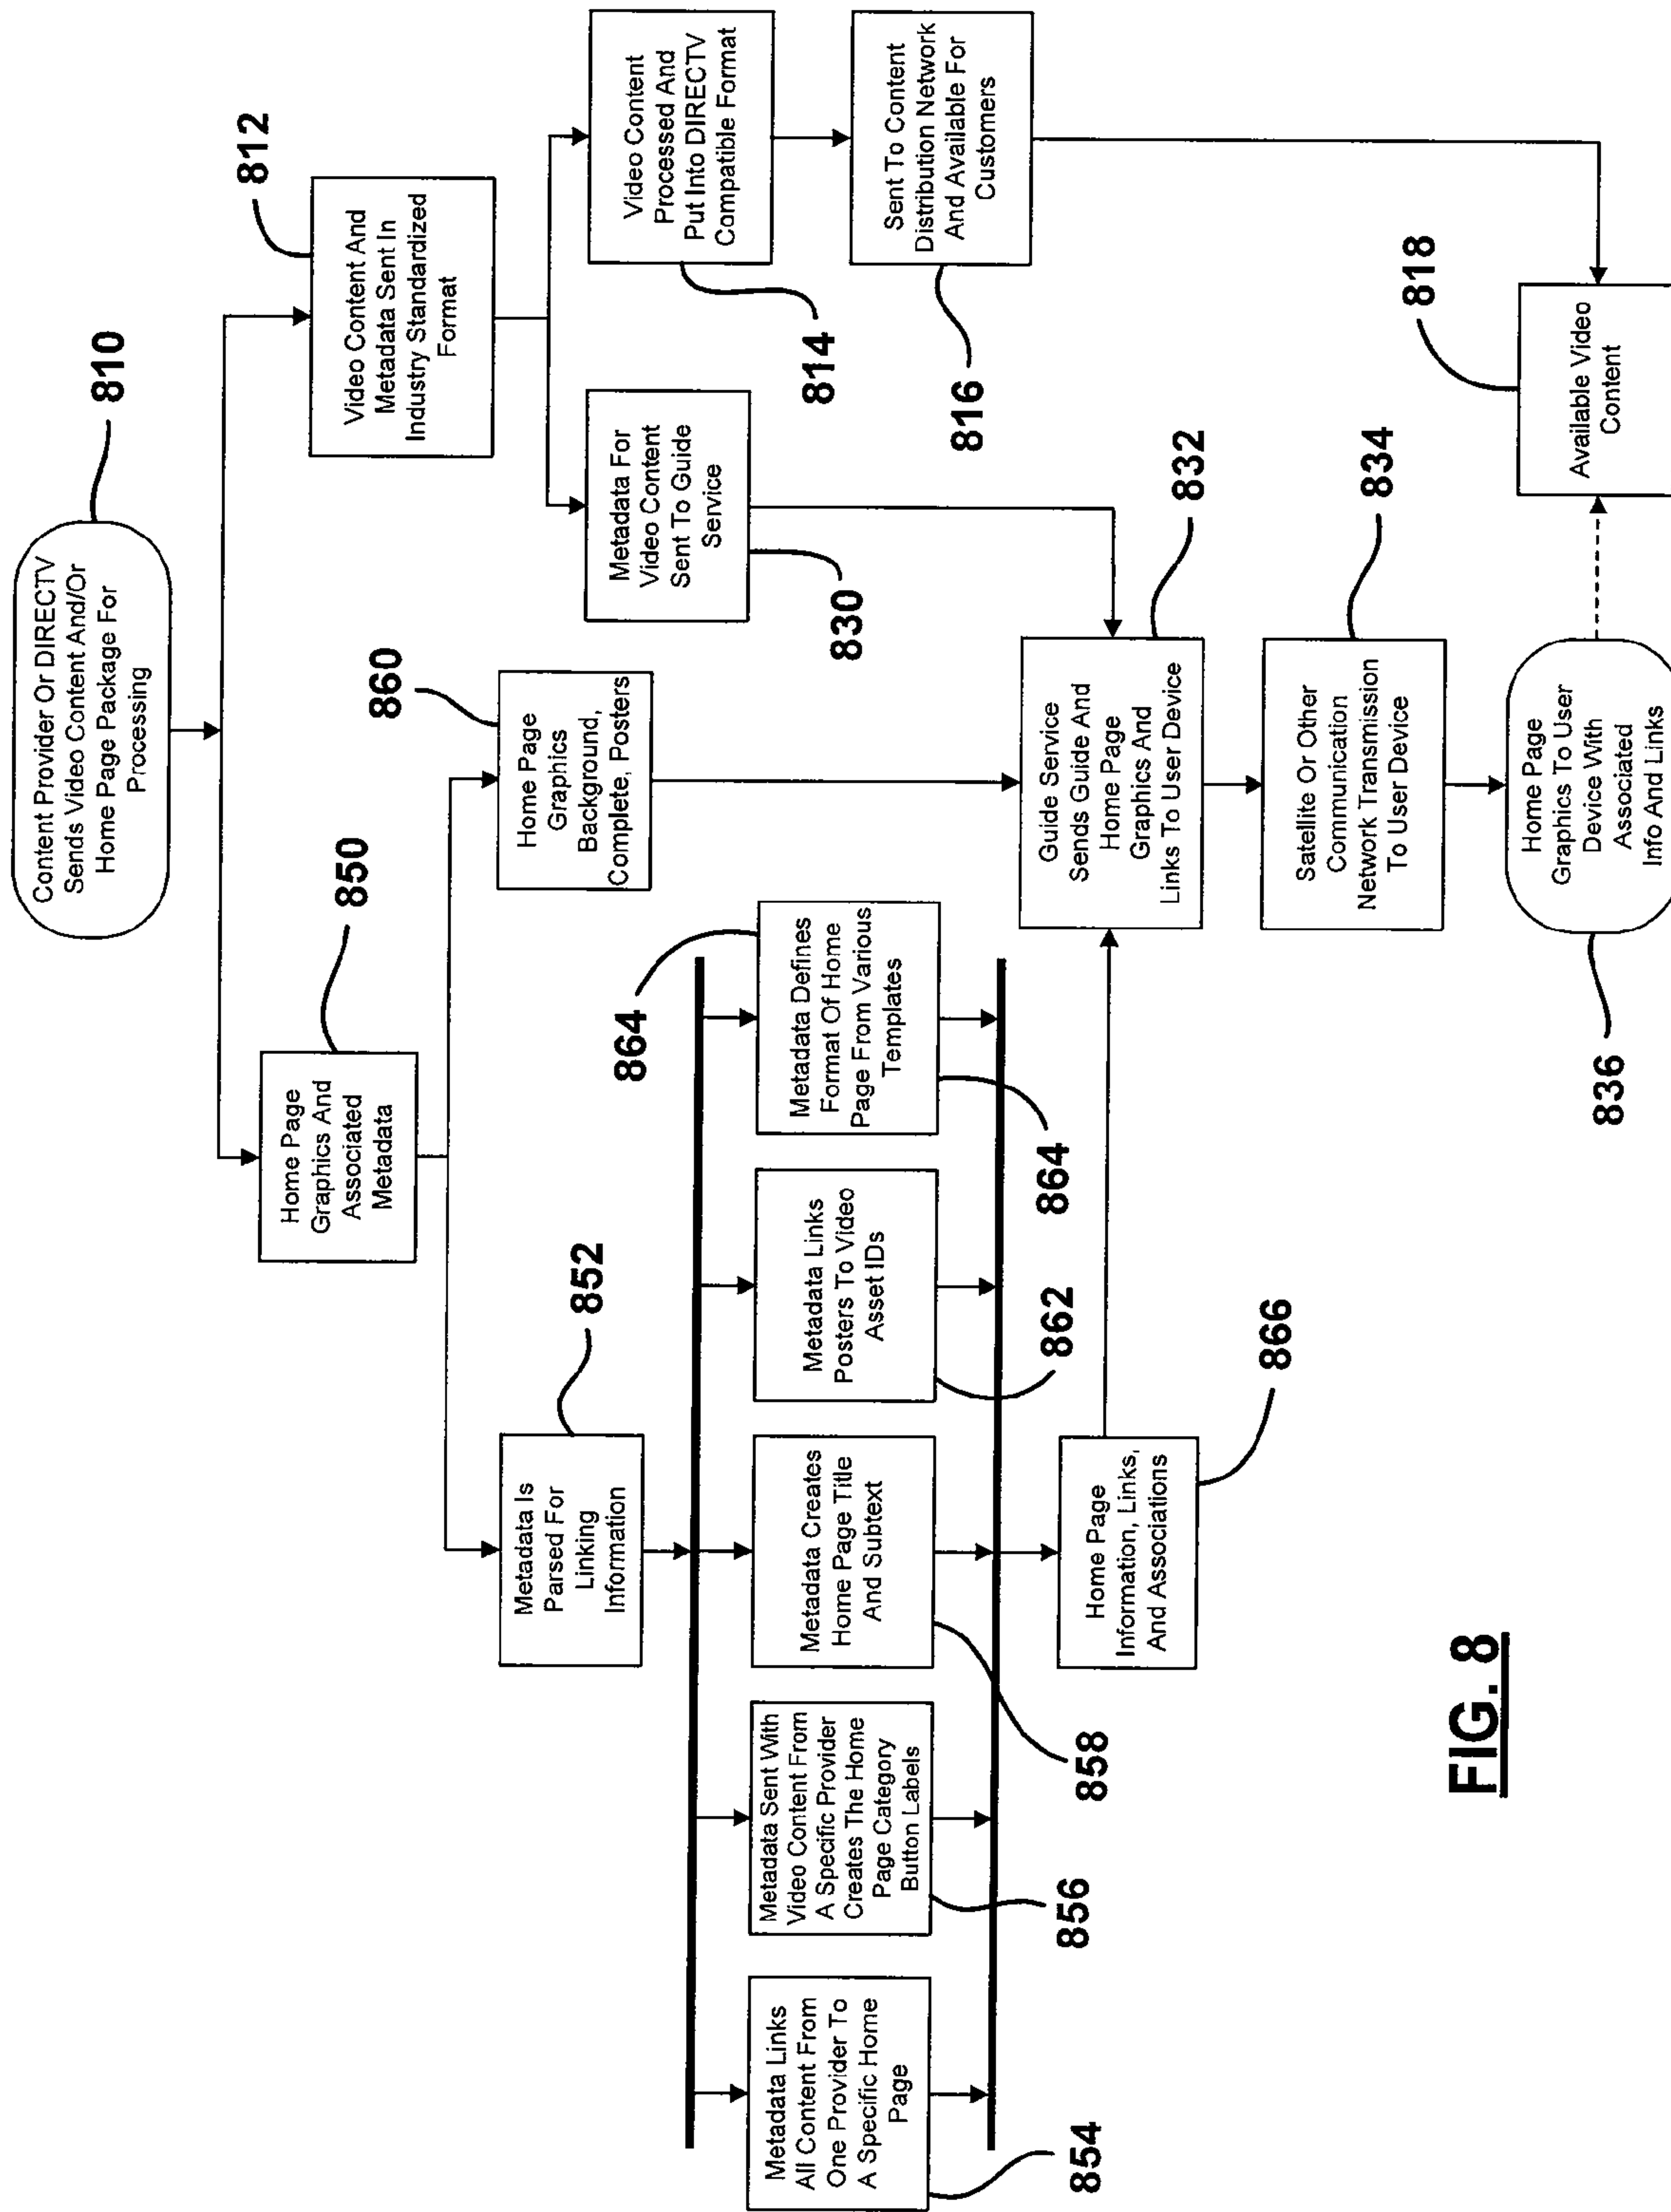 Content Provider Or DIRECTV
Sends Video Content And/Or
Home Page Package For
Processing
810
Home Page
Graphics And
Associated
Metadata
850
Video Content And
Metadata Sent In
Industry Standardized
Format
812
Metadata Is
Parsed For
Linking
Information
852
Home Page
Graphics
Background,
Complete, Posters
860
Metadata For
Video Content
Sent To Guide
Service
830
Video Content
Processed And
Put Into DIRECTV
Compatible Format
814
Metadata Links
All Content From
One Provider To
A Specific Home
Page
854
Metadata Sent With
Video Content From
A Specific Provider
Creates The Home
Page Category
Button Labels
856
Metadata Creates
Home Page Title
And Subtext
858
Metadata Links
Posters To Video
Asset IDs
862
864
Metadata Defines
Format Of Home
Page From Various
Templates
864
Sent To Content
Distribution Network
And Available For
Customers
816
Home Page
Information, Links,
And Associations
866
Guide Service
Sends Guide And
Home Page
Graphics And
Links To User Device
832
Satellite Or Other
Communication
Network Transmission
To User Device
834
Home Page
Graphics To User
Device With
Associated
Info And Links
836
Available Video
Content
818
FIG. 8